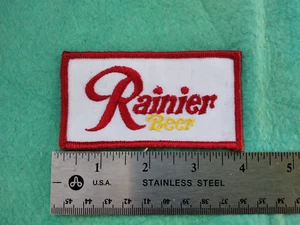 Rainier
Beer
1 2 3 4 5
U.S.A. STAINLESS STEEL